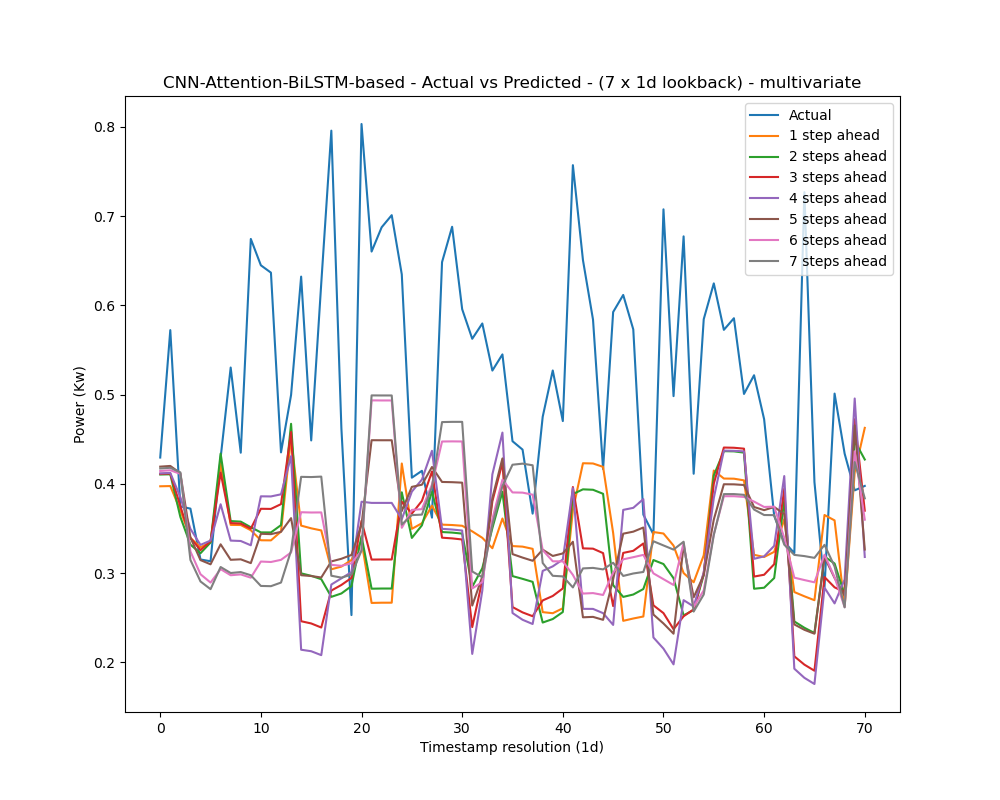 CNN-Attention-BiLSTM-based - Actual vs Predicted - (7 x 1d lookback) - multivariate
Actual
1 step ahead
2 steps ahead
3 steps ahead
4 steps ahead
5 steps ahead
6 steps ahead
7 steps ahead
0.8
0.7
0.6
0.5
0.4
0.3
0.2
Power (Kw)
0 10 20 30 40 50 60 70
Timestamp resolution (1d)